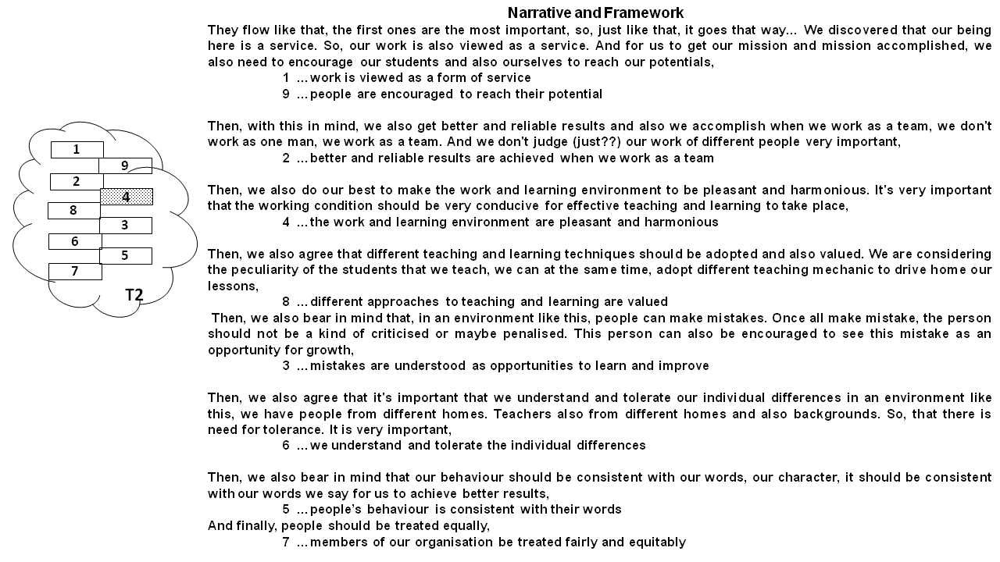 Narrative and Framework
They flow like that, the first ones are the most important, so, just like that, it goes that way... We discovered that our being
here is a service. So, our work is also viewed as a service. And for us to get our mission and mission accomplished, we
also need to encourage our students and also ourselves to reach our potentials,
1 ...work is viewed as a form of service
9 ...people are encouraged to reach their potential
Then, with this in mind, we also get better and reliable results and also we accomplish when we work as a team, we don't
work as one man, we work as a team. And we don't judge (just??) our work of different people very important,
2 ...better and reliable results are achieved when we work as a team
Then, we also do our best to make the work and learning environment to be pleasant and harmonious. It's very important
that the working condition should be very conducive for effective teaching and learning to take place,
4 ...the work and learning environment are pleasant and harmonious
Then, we also agree that different teaching and learning techniques should be adopted and also valued. We are considering
the peculiarity of the students that we teach, we can at the same time, adopt different teaching mechanic to drive home our
lessons,
8 ...different approaches to teaching and learning are valued
Then, we also bear in mind that, in an environment like this, people can make mistakes. Once all make mistake, the person
should not be a kind of criticised or maybe penalised. This person can also be encouraged to see this mistake as an
opportunity for growth,
3 ...mistakes are understood as opportunities to learn and improve
Then, we also agree that it's important that we understand and tolerate our individual differences in an environment like
this, we have people from different homes. Teachers also from different homes and also backgrounds. So, that there is
need for tolerance. It is very important,
6 ...we understand and tolerate the individual differences
Then, we also bear in mind that our behaviour should be consistent with our words, our character, it should be consistent
with our words we say for us to achieve better results,
5 ...people's behaviour is consistent with their words
And finally, people should be treated equally,
7 ...members of our organisation be treated fairly and equitably
1
9
2
4
8
3
6
5
7
T2